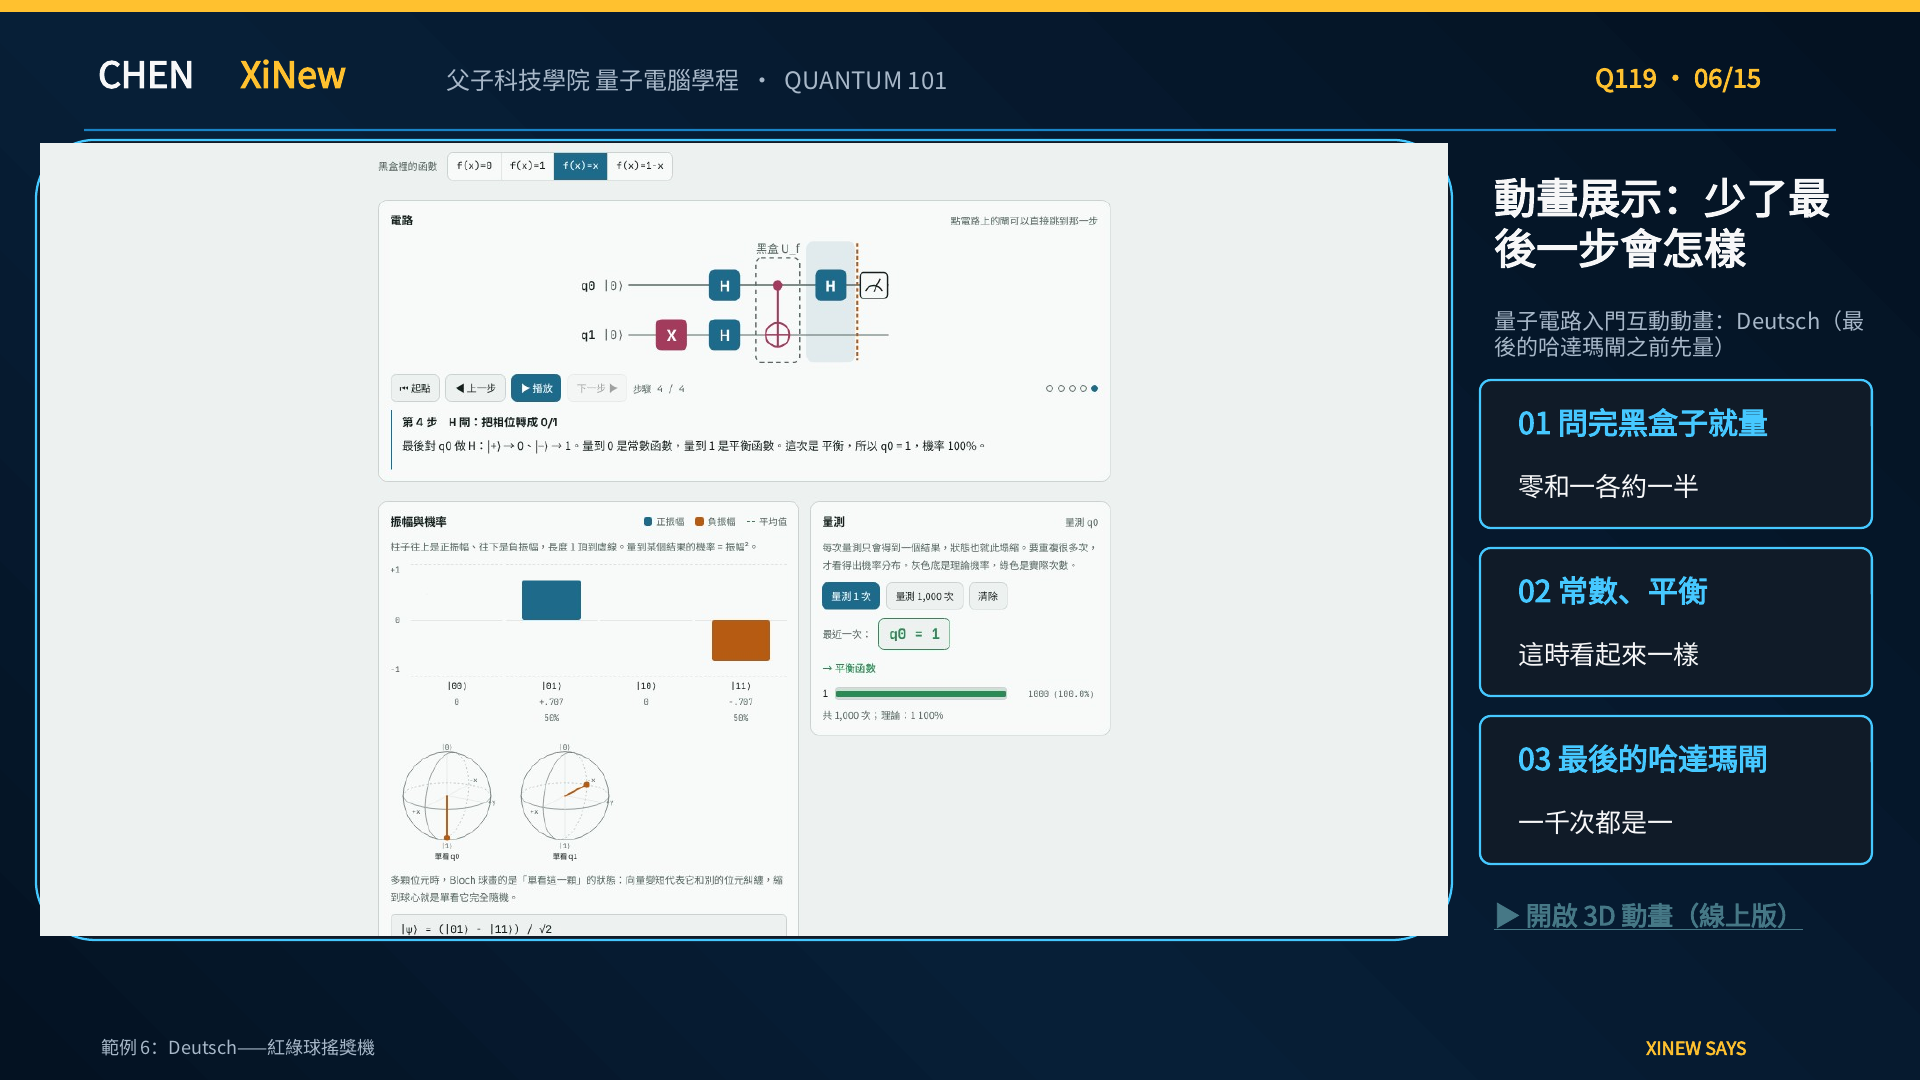 CHEN XiNew 父子科技學院 量子電腦學程 • QUANTUM 101 Q119 • 06/15
黑盒裡的函數 f(x)=0 f(x)=1 f(x)=x f(x)=1-x
電路 點電路上的閘可以直接跳到那一步
黑盒 U_f
q0 |0⟩ H H
q1 |0⟩ X H
⏮ 起點 ◀ 上一步 ▶ 播放 下一步 ▶ 步驟 4 / 4
第 4 步 H 閘：把相位轉成 0/1
最後對 q0 做 H：|+⟩ → 0、|−⟩ → 1。量到 0 是常數函數，量到 1 是平衡函數。這次是 平衡，所以 q0 = 1，機率 100%。
振幅與機率 正振幅 負振幅 -- 平均值
柱子往上是正振幅、往下是負振幅，長度 1 頂到虛線。量到某個結果的機率 = 振幅²。
+1
0
-1
|00⟩ |01⟩ |10⟩ |11⟩
0 +.707 0 -.707
50% 50%
|0⟩ |0⟩
-x -x
+y +y
+x +x
|1⟩ |1⟩
單看 q0 單看 q1
多顆位元時，Bloch 球畫的是「單看這一顆」的狀態：向量變短代表它和別的位元糾纏，縮
到球心就是單看它完全隨機。
|ψ⟩ = (|01⟩ - |11⟩) / √2
量測 量測 q0
每次量測只會得到一個結果，狀態也就此塌縮。要重複很多次，
才看得出機率分布。灰色底是理論機率，綠色是實際次數。
量測 1 次 量測 1,000 次 清除
最近一次： q0 = 1
→ 平衡函數
1 1000 (100.0%)
共 1,000 次；理論：1 100%
動畫展示：少了最
後一步會怎樣
量子電路入門互動動畫：Deutsch（最
後的哈達瑪閘之前先量）
01 問完黑盒子就量
零和一各約一半
02 常數、平衡
這時看起來一樣
03 最後的哈達瑪閘
一千次都是一
▶ 開啟 3D 動畫（線上版）
範例 6：Deutsch——紅綠球搖獎機 XINEW SAYS